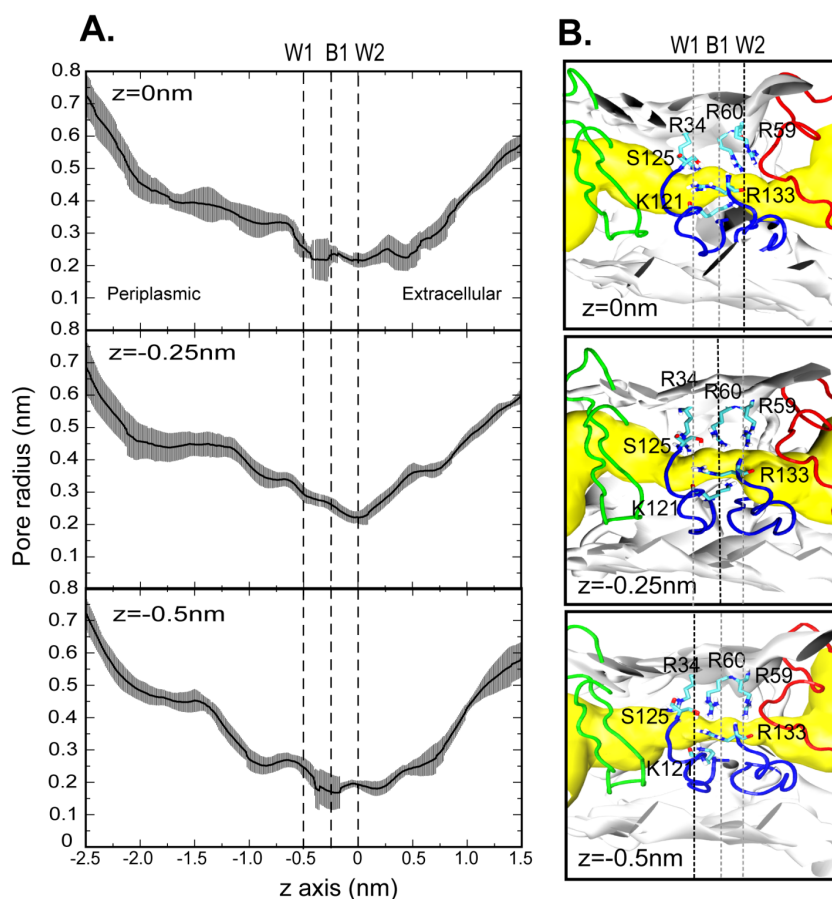 A.
W1 B1 W2
0.8
z=0nm
0.7
0.6
0.5
0.4
0.3
0.2
0.1
Periplasmic
Extracellular
0.8
z=-0.25nm
0.7
0.6
0.5
0.4
0.3
0.2
0.1
0.8
z=-0.5nm
0.7
0.6
0.5
0.4
0.3
0.2
0.1
0
-2.5 -2.0 -1.5 -1.0 -0.5 0 0.5 1.0 1.5
z axis (nm)
Pore radius (nm)
B.
W1 B1 W2
R60
R34
R59
S125
K121
R133
z=0nm
R34
R60
R59
S125
R133
K121
z=-0.25nm
R34
R60
R59
S125
R133
K121
z=-0.5nm